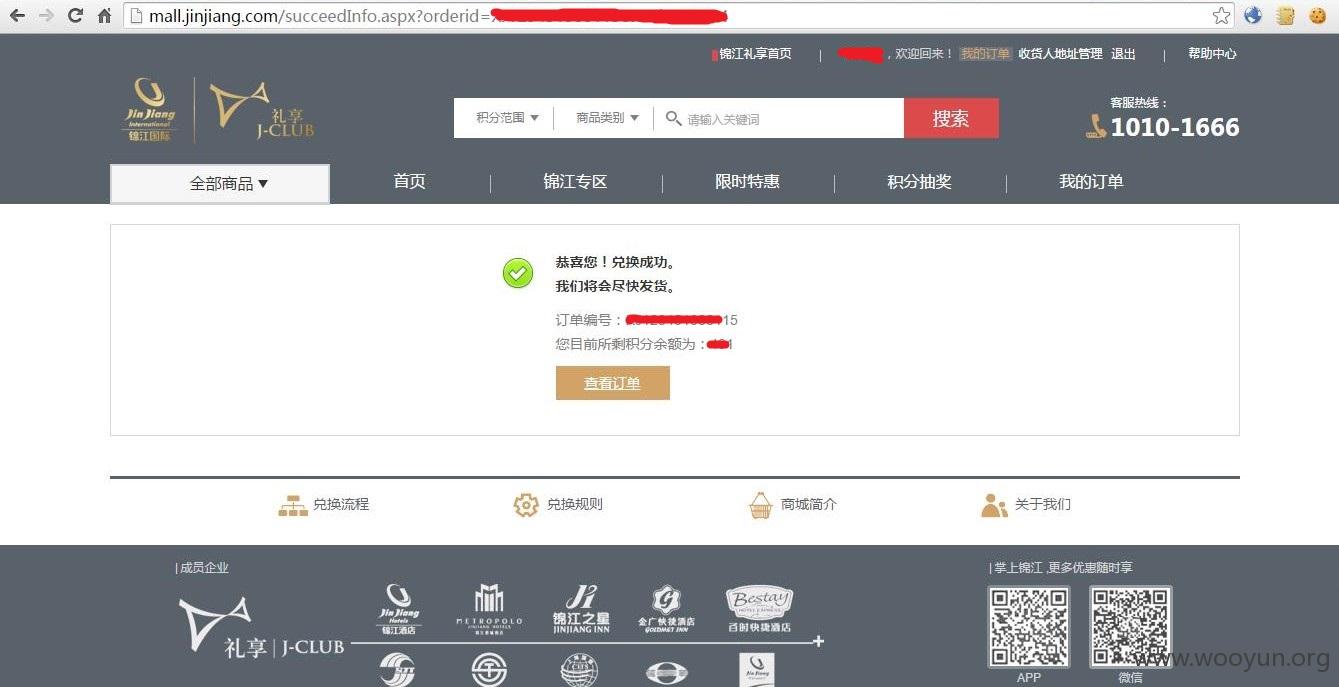 mall.jinjiang.com/succeedInfo.aspx?orderid=
锦江礼享首页 | ，欢迎回来！ 我的订单 收货人地址管理 退出 | 帮助中心
JinJiang
International
锦江国际
礼享
J-CLUB
积分范围▼ 商品类别▼ 请输入关键词 搜索
客服热线：
1010-1666
全部商品▼ 首页 锦江专区 限时特惠 积分抽奖 我的订单
恭喜您！兑换成功。
我们将会尽快发货。
订单编号：15
您目前所剩积分余额为：
查看订单
兑换流程 兑换规则 商城简介 关于我们
| 成员企业
| 掌上锦江 ,更多优惠随时享
礼享 | J-CLUB
JinJiang
Hotels
锦江酒店
METROPOLO
JINJIANG HOTELS
锦江之星
JINJIANG INN
金广快捷酒店
GOLDMET INN
Bestay
HOTEL EXPRESS
百时快捷酒店
APP
微信
www.wooyun.org